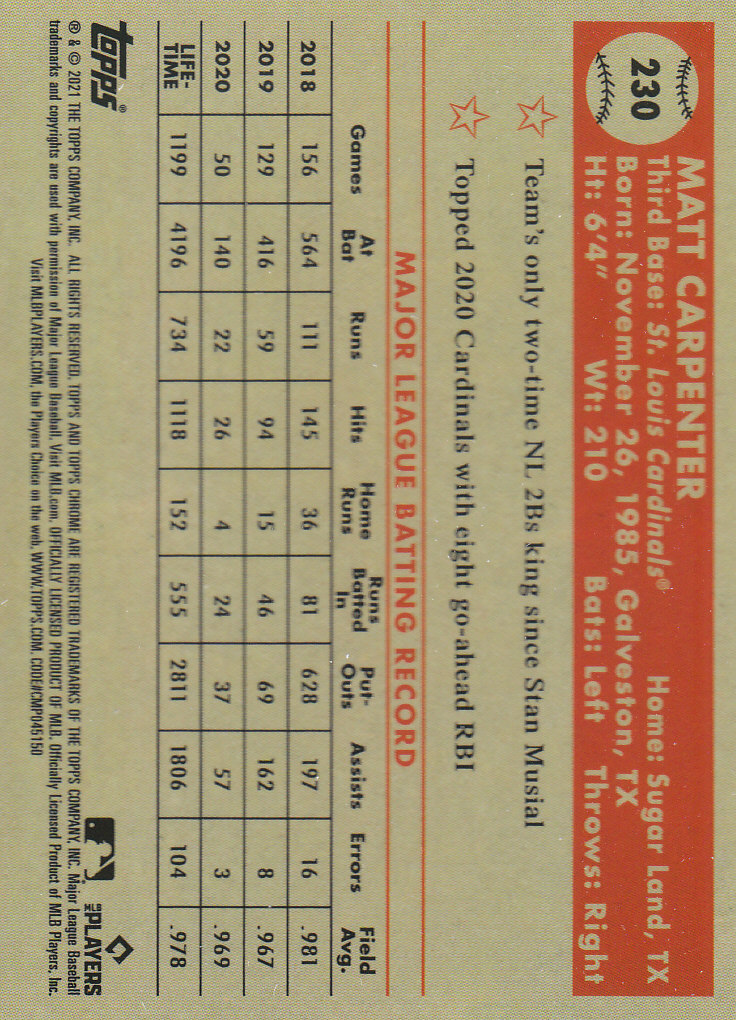 230
MATT CARPENTER
Third Base: St. Louis Cardinals® Home: Sugar Land, TX
Born: November 26, 1985, Galveston, TX
Ht: 6'4" Wt: 210 Bats: Left Throws: Right
Team's only two-time NL 2Bs king since Stan Musial
Topped 2020 Cardinals with eight go-ahead RBI
MAJOR LEAGUE BATTING RECORD
Games At Bat Runs Hits Home Runs Runs Batted In Put-Outs Assists Errors Field Avg.
2018 156 564 111 145 36 81 628 197 16 .981
2019 129 416 59 94 15 46 69 162 8 .967
2020 50 140 22 26 4 24 37 57 3 .969
LIFE-TIME 1199 4196 734 1118 152 555 2811 1806 104 .978
topps®
MLB PLAYERS
® & © 2021 THE TOPPS COMPANY, INC. ALL RIGHTS RESERVED. TOPPS AND TOPPS CHROME ARE REGISTERED TRADEMARKS OF THE TOPPS COMPANY, INC. Major League Baseball
trademarks and copyrights are used with permission of Major League Baseball. Visit MLB.com. OFFICIALLY LICENSED PRODUCT OF MLB. Officially Licensed Product of MLB Players, Inc.
Visit MLBPLAYERS.COM, the Players Choice on the web. WWW.TOPPS.COM. CODE#CMP045150